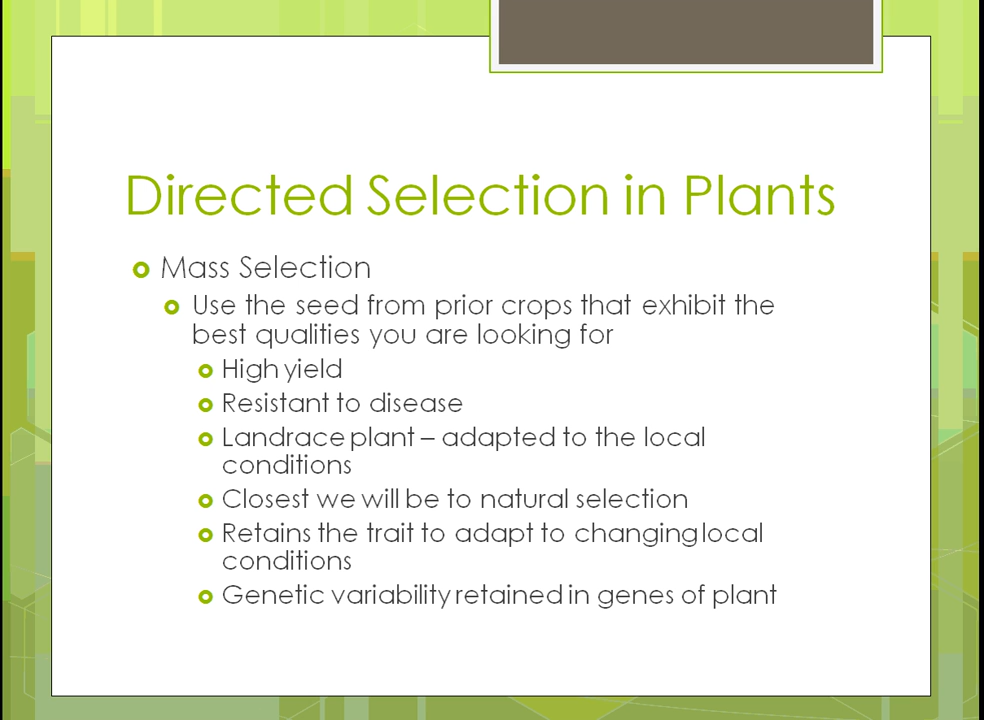 Directed Selection in Plants
Mass Selection
Use the seed from prior crops that exhibit the
best qualities you are looking for
High yield
Resistant to disease
Landrace plant – adapted to the local
conditions
Closest we will be to natural selection
Retains the trait to adapt to changing local
conditions
Genetic variability retained in genes of plant